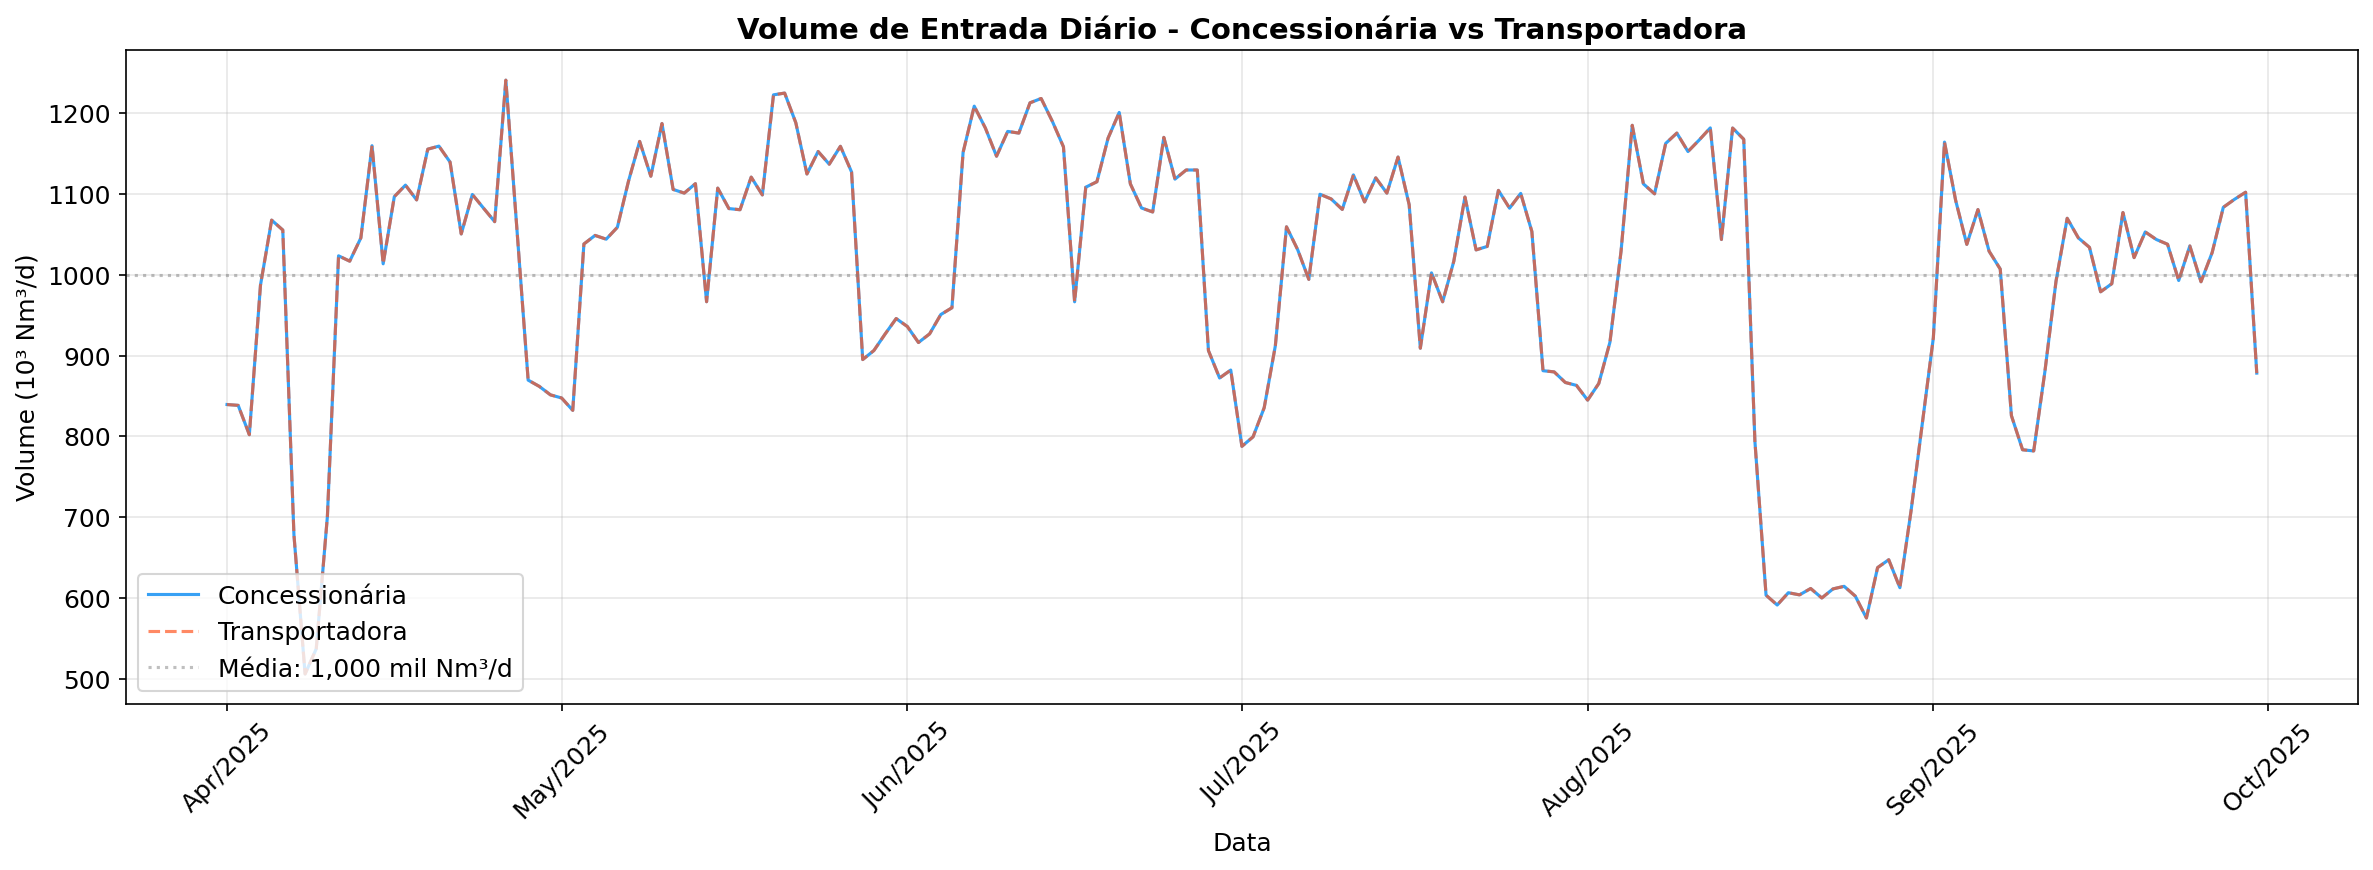 Volume de Entrada Diário - Concessionária vs Transportadora
Volume (10³ Nm³/d)
1200
1100
1000
900
800
700
600
500
Concessionária
Transportadora
Média: 1,000 mil Nm³/d
Apr/2025
May/2025
Jun/2025
Jul/2025
Aug/2025
Sep/2025
Oct/2025
Data